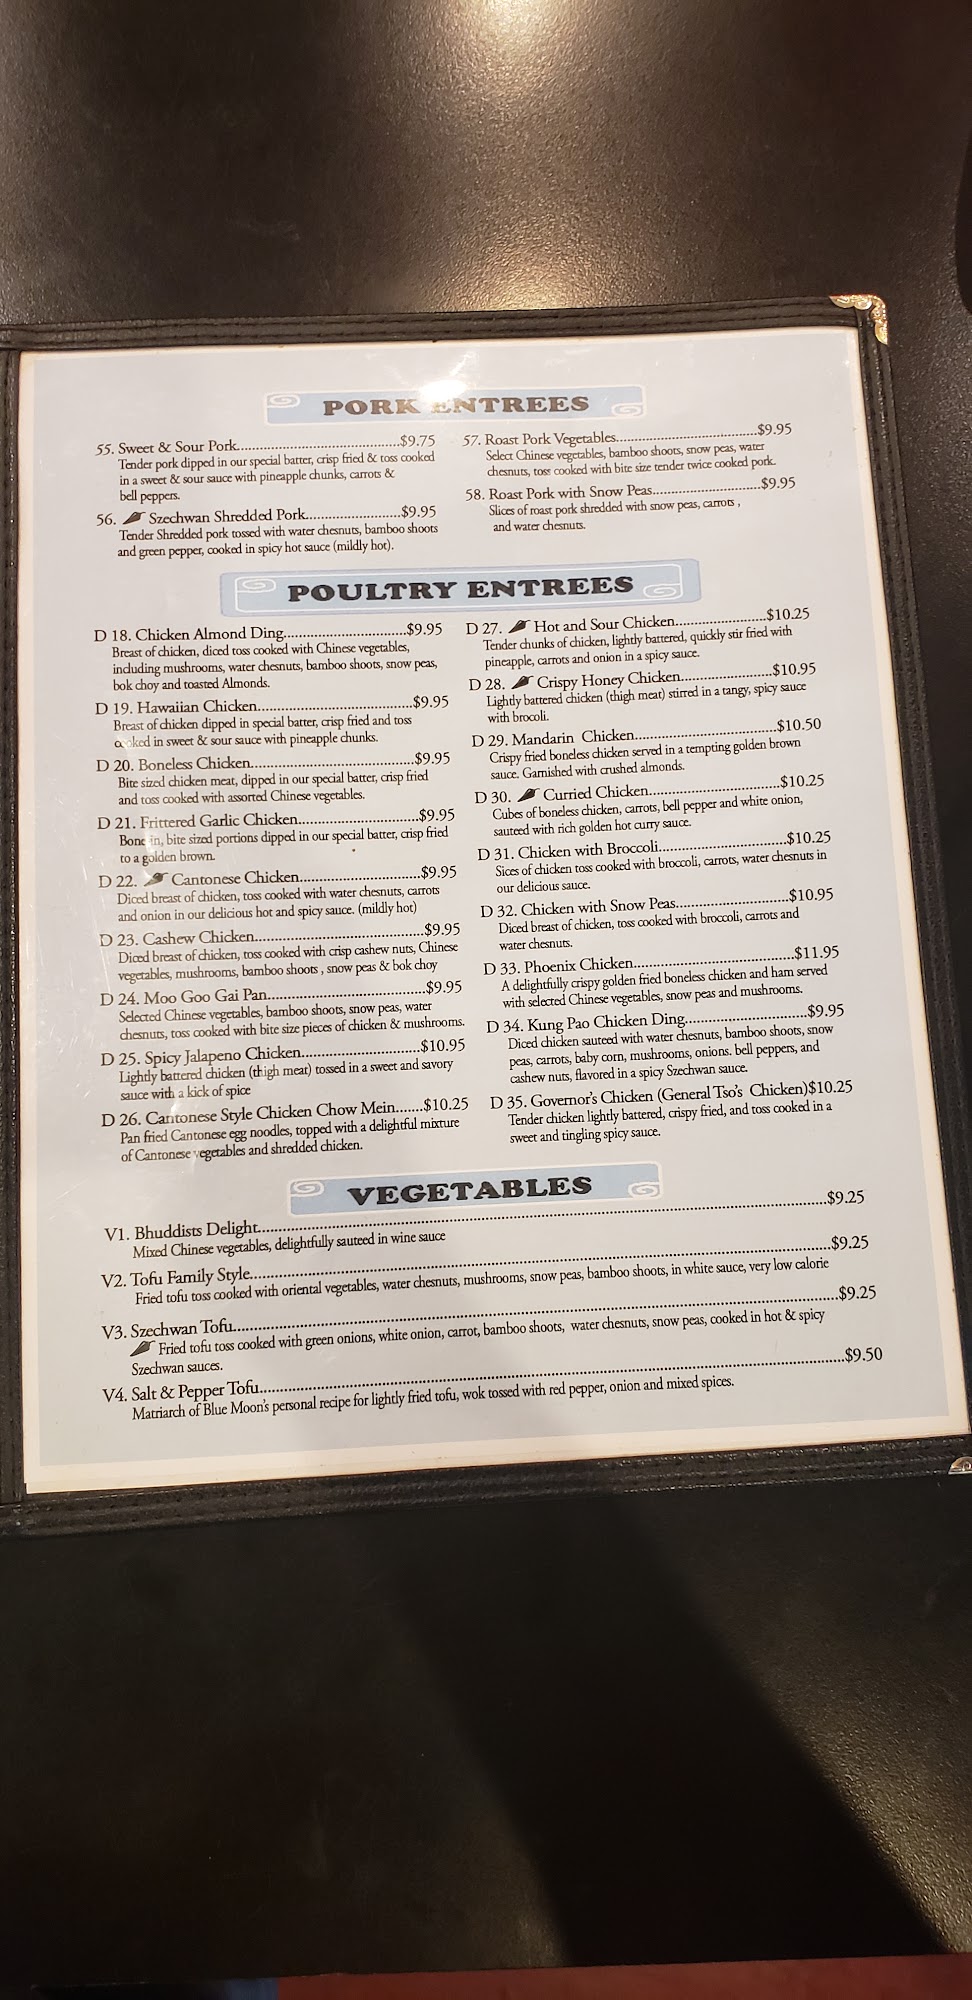 PORK ENTREES
55. Sweet & Sour Pork........................................$9.75
Tender pork dipped in our special batter, crisp fried & toss cooked
in a sweet & sour sauce with pineapple chunks, carrots &
bell peppers.
56. Szechwan Shredded Pork........................$9.95
Tender Shredded pork tossed with water chesnuts, bamboo shoots
and green pepper, cooked in spicy hot sauce (mildly hot).
57. Roast Pork Vegetables...................................$9.95
Select Chinese vegetables, bamboo shoots, snow peas, water
chesnuts, toss cooked with bite size tender twice cooked pork.
58. Roast Pork with Snow Peas...........................$9.95
Slices of roast pork shredded with snow peas, carrots ,
and water chesnuts.
POULTRY ENTREES
D 18. Chicken Almond Ding..............................$9.95
Breast of chicken, diced toss cooked with Chinese vegetables,
including mushrooms, water chesnuts, bamboo shoots, snow peas,
bok choy and toasted Almonds.
D 19. Hawaiian Chicken......................................$9.95
Breast of chicken dipped in special batter, crisp fried and toss
cooked in sweet & sour sauce with pineapple chunks.
D 20. Boneless Chicken........................................$9.95
Bite sized chicken meat, dipped in our special batter, crisp fried
and toss cooked with assorted Chinese vegetables.
D 21. Frittered Garlic Chicken.............................$9.95
Bone in, bite sized portions dipped in our special batter, crisp fried
to a golden brown.
D 22. Cantonese Chicken..............................$9.95
Diced breast of chicken, toss cooked with water chesnuts, carrots
and onion in our delicious hot and spicy sauce. (mildly hot)
D 23. Cashew Chicken.........................................$9.95
Diced breast of chicken, toss cooked with crisp cashew nuts, Chinese
vegetables, mushrooms, bamboo shoots , snow peas & bok choy
D 24. Moo Goo Gai Pan.......................................$9.95
Selected Chinese vegetables, bamboo shoots, snow peas, water
chesnuts, toss cooked with bite size pieces of chicken & mushrooms.
D 25. Spicy Jalapeno Chicken.............................$10.95
Lightly battered chicken (thigh meat) tossed in a sweet and savory
sauce with a kick of spice
D 26. Cantonese Style Chicken Chow Mein.......$10.25
Pan fried Cantonese egg noodles, topped with a delightful mixture
of Cantonese vegetables and shredded chicken.
D 27. Hot and Sour Chicken......................$10.25
Tender chunks of chicken, lightly battered, quickly stir fried with
pineapple, carrots and onion in a spicy sauce.
D 28. Crispy Honey Chicken.......................$10.95
Lightly battered chicken (thigh meat) stirred in a tangy, spicy sauce
with brocoli.
D 29. Mandarin Chicken...................................$10.50
Crispy fried boneless chicken served in a tempting golden brown
sauce. Garnished with crushed almonds.
D 30. Curried Chicken................................$10.25
Cubes of boneless chicken, carrots, bell pepper and white onion,
sauteed with rich golden hot curry sauce.
D 31. Chicken with Broccoli...............................$10.25
Sices of chicken toss cooked with broccoli, carrots, water chesnuts in
our delicious sauce.
D 32. Chicken with Snow Peas............................$10.95
Diced breast of chicken, toss cooked with broccoli, carrots and
water chesnuts.
D 33. Phoenix Chicken.......................................$11.95
A delightfully crispy golden fried boneless chicken and ham served
with selected Chinese vegetables, snow peas and mushrooms.
D 34. Kung Pao Chicken Ding..............................$9.95
Diced chicken sauteed with water chesnuts, bamboo shoots, snow
peas, carrots, baby corn, mushrooms, onions. bell peppers, and
cashew nuts, flavored in a spicy Szechwan sauce.
D 35. Governor's Chicken (General Tso's Chicken)$10.25
Tender chicken lightly battered, crispy fried, and toss cooked in a
sweet and tingling spicy sauce.
VEGETABLES
V1. Bhuddists Delight........................................................................$9.25
Mixed Chinese vegetables, delightfully sauteed in wine sauce
V2. Tofu Family Style........................................................................$9.25
Fried tofu toss cooked with oriental vegetables, water chesnuts, mushrooms, snow peas, bamboo shoots, in white sauce, very low calorie
V3. Szechwan Tofu........................................................................$9.25
Fried tofu toss cooked with green onions, white onion, carrot, bamboo shoots, water chesnuts, snow peas, cooked in hot & spicy
Szechwan sauces.
V4. Salt & Pepper Tofu........................................................................$9.50
Matriarch of Blue Moon's personal recipe for lightly fried tofu, wok tossed with red pepper, onion and mixed spices.